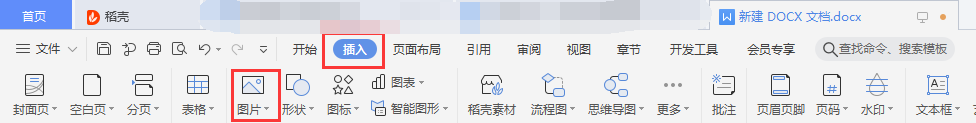 首页 稻壳 新建 DOCX 文档.docx
文件 开始 插入 页面布局 引用 审阅 视图 章节 开发工具 会员专享 查找命令、搜索模板
图表
封面页 空白页 分页 表格 图片 形状 图标 智能图形 稻壳素材 流程图 思维导图 更多 批注 页眉页脚 页码 水印 文本框